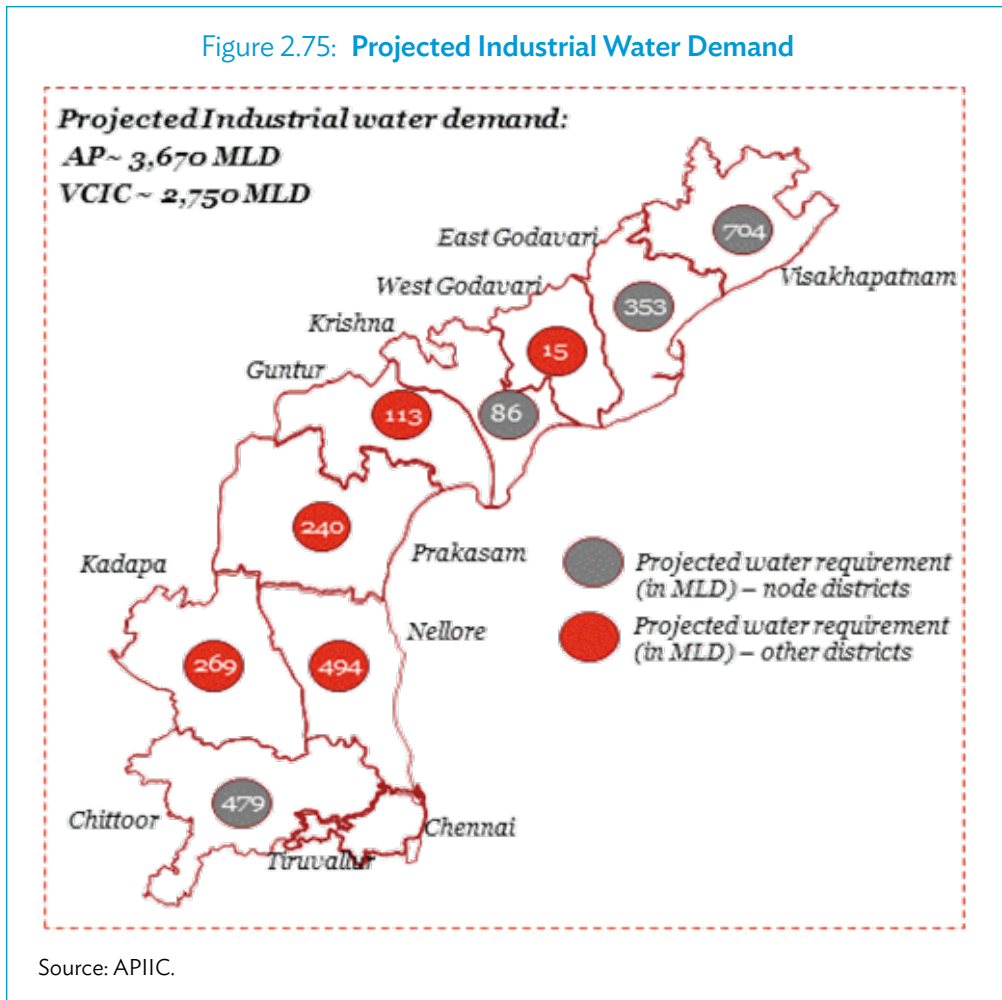 Figure 2.75: Projected Industrial Water Demand
Projected Industrial water demand:
AP~ 3,670 MLD
VCIC ~ 2,750 MLD
704
East Godavari
Visakhapatnam
West Godavari
353
Krishna
15
Guntur
113
86
240
Prakasam
Kadapa
Projected water requirement
(in MLD) – node districts
Nellore
Projected water requirement
(in MLD) – other districts
269
494
479
Chittoor
Chennai
Tiruvallur
Source: APIIC.